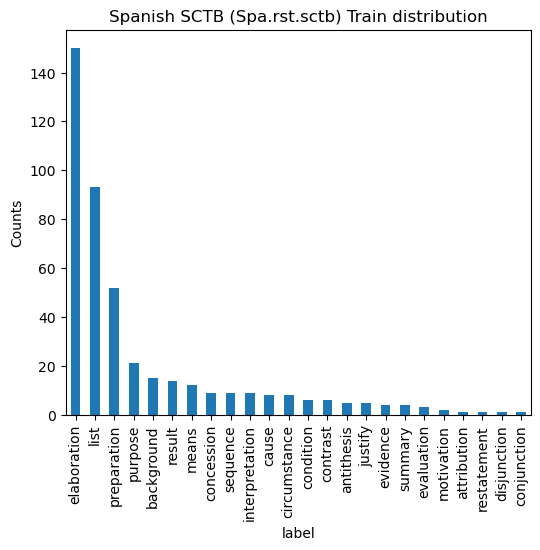 Spanish SCTB (Spa.rst.sctb) Train distribution
Counts
140
120
100
80
60
40
20
0
elaboration
list
preparation
purpose
background
result
means
concession
sequence
interpretation
cause
circumstance
condition
contrast
antithesis
justify
evidence
summary
evaluation
motivation
attribution
restatement
disjunction
conjunction
label